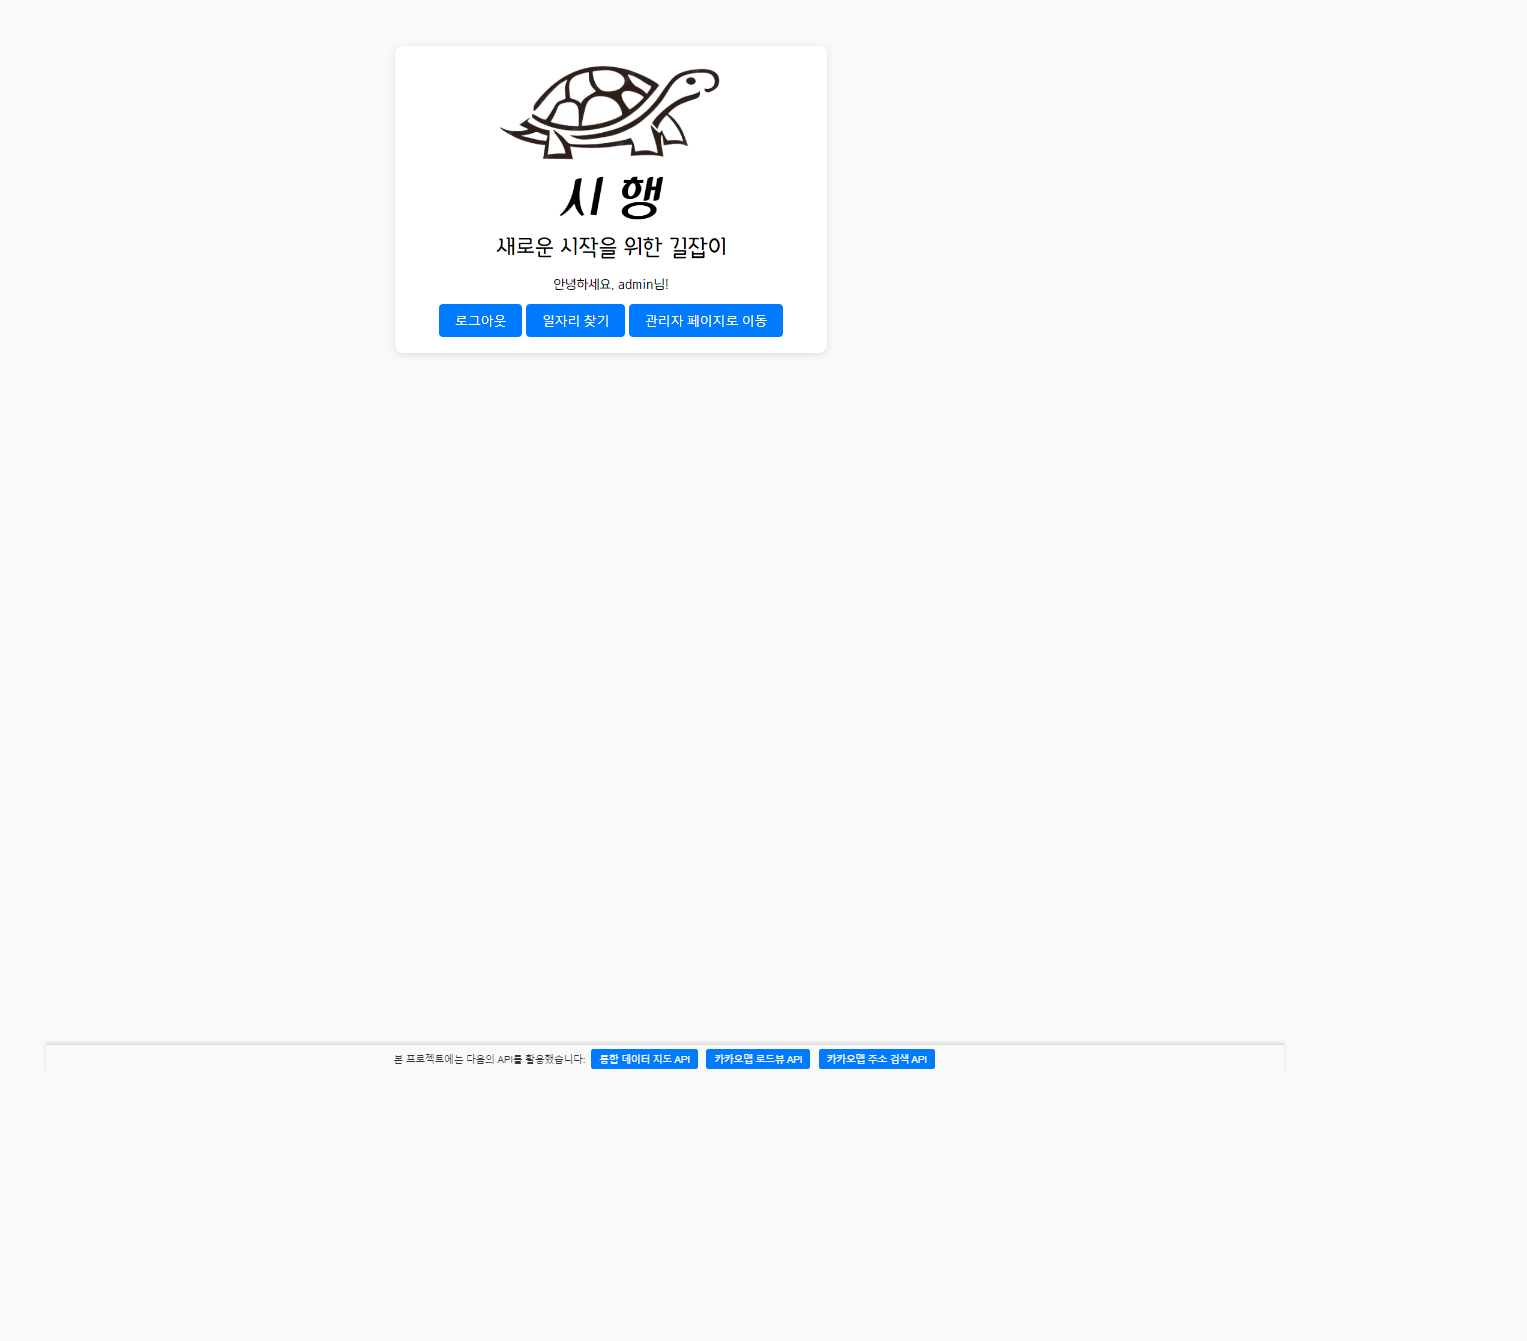 시 행
새로운 시작을 위한 길잡이
안녕하세요, admin님!
로그아웃 일자리 찾기 관리자 페이지로 이동
본 프로젝트에는 다음의 API를 활용했습니다: 통합 데이터 지도 API 카카오맵 로드뷰 API 카카오맵 주소 검색 API